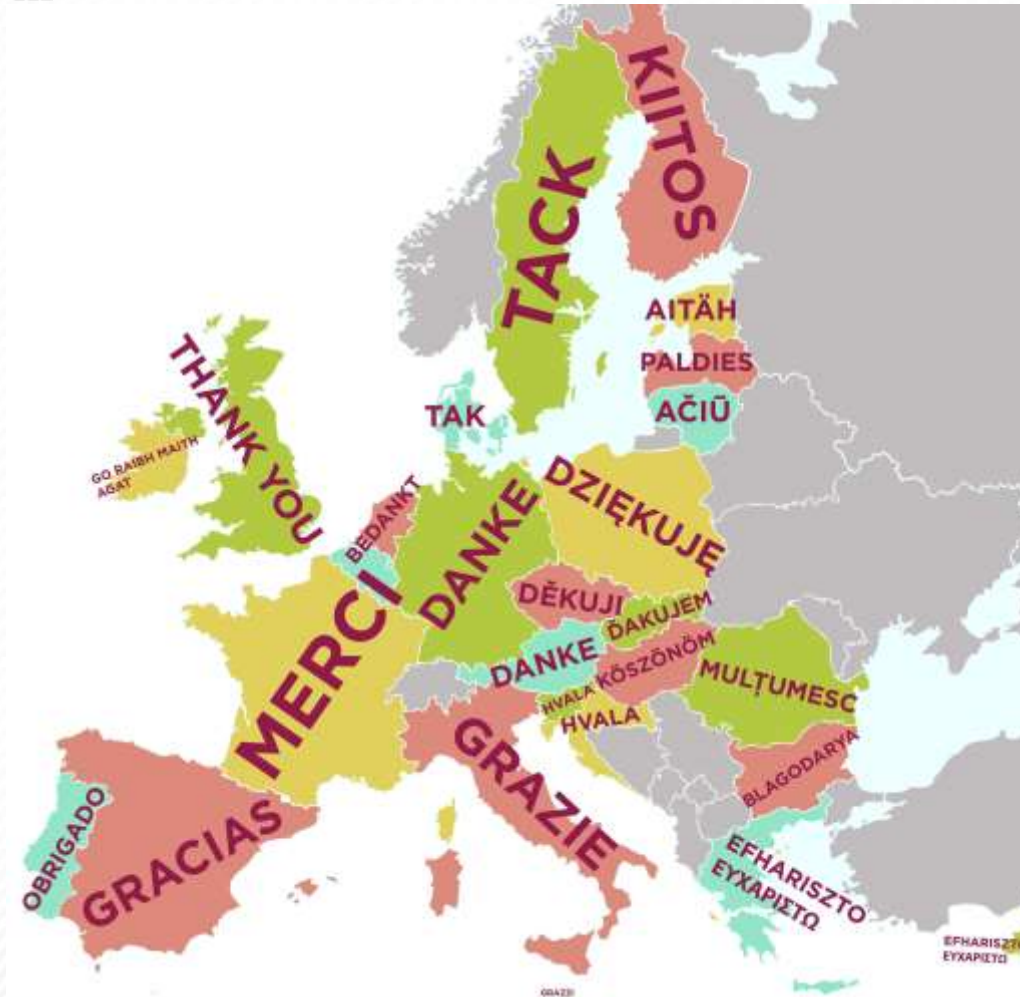 KIITOS
TACK
AITÄH
PALDIES
AČIŪ
TAK
THANK YOU
GO RAIBH MAITH
AGAT
BEDANKT
DZIĘKUJĘ
DANKE
MERCI
DĚKUJI
ĎAKUJEM
DANKE
KÖSZÖNÖM
HVALA
HVALA
MULȚUMESC
GRAZIE
BLAGODARYA
OBRIGADO
GRACIAS
EFHARISZTO
ΕΥΧΑΡΙΣΤΩ
EFHARISZTO
ΕΥΧΑΡΙΣΤΩ
GRAZZI